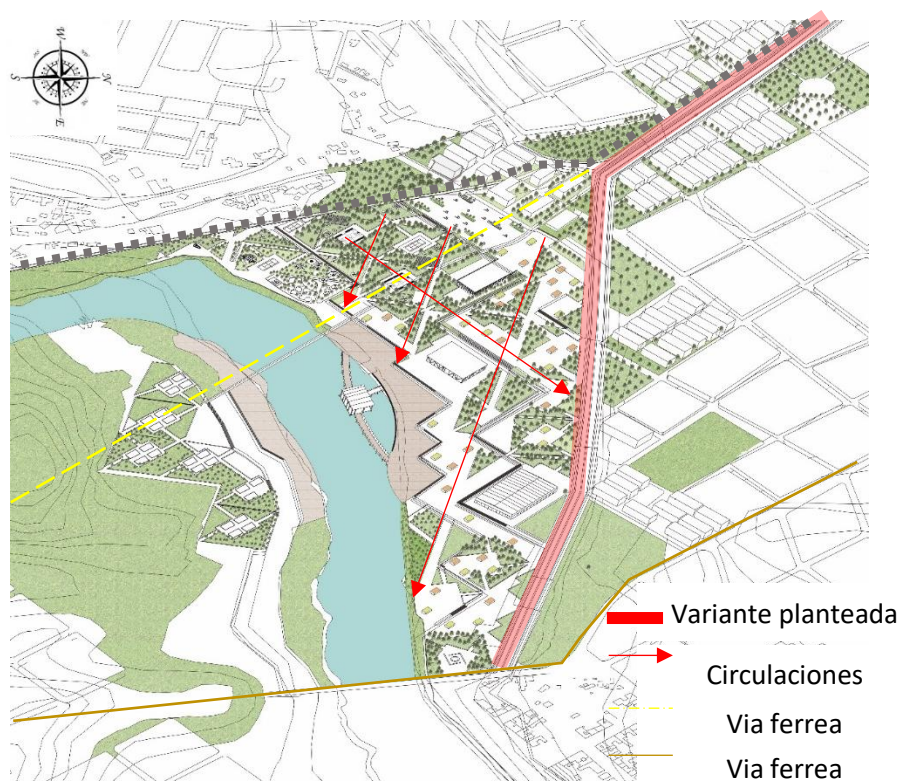 W
S
N
E
Variante planteada
Circulaciones
Via ferrea
Via ferrea